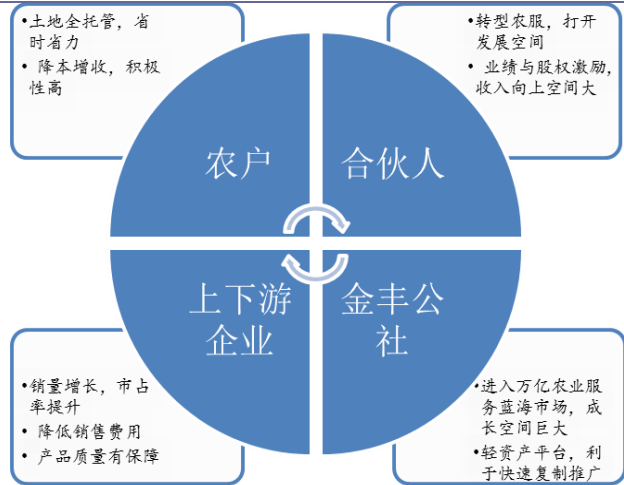 •土地全托管，省
时省力
• 降本增收，积极
性高
•转型农服，打开
发展空间
• 业绩与股权激励，
收入向上空间大
农户
合伙人
上下游
企业
金丰公
社
•销量增长，市占
率提升
• 降低销售费用
• 产品质量有保障
•进入万亿农业服
务蓝海市场，成
长空间巨大
•轻资产平台，利
于快速复制推广